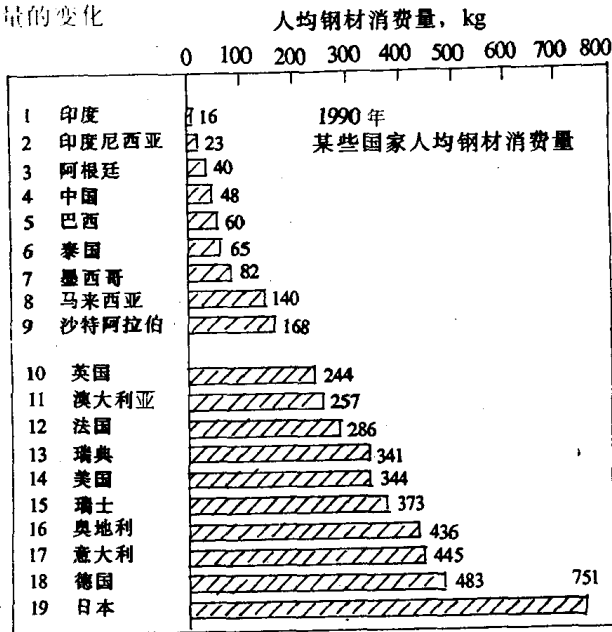 量的变化
人均钢材消费量，kg
0 100 200 300 400 500 600 700 800
1990 年
某些国家人均钢材消费量
1 印度 16
2 印度尼西亚 23
3 阿根廷 40
4 中国 48
5 巴西 60
6 泰国 65
7 墨西哥 82
8 马来西亚 140
9 沙特阿拉伯 168
10 英国 244
11 澳大利亚 257
12 法国 286
13 瑞典 341
14 美国 344
15 瑞士 373
16 奥地利 436
17 意大利 445
18 德国 483
19 日本 751